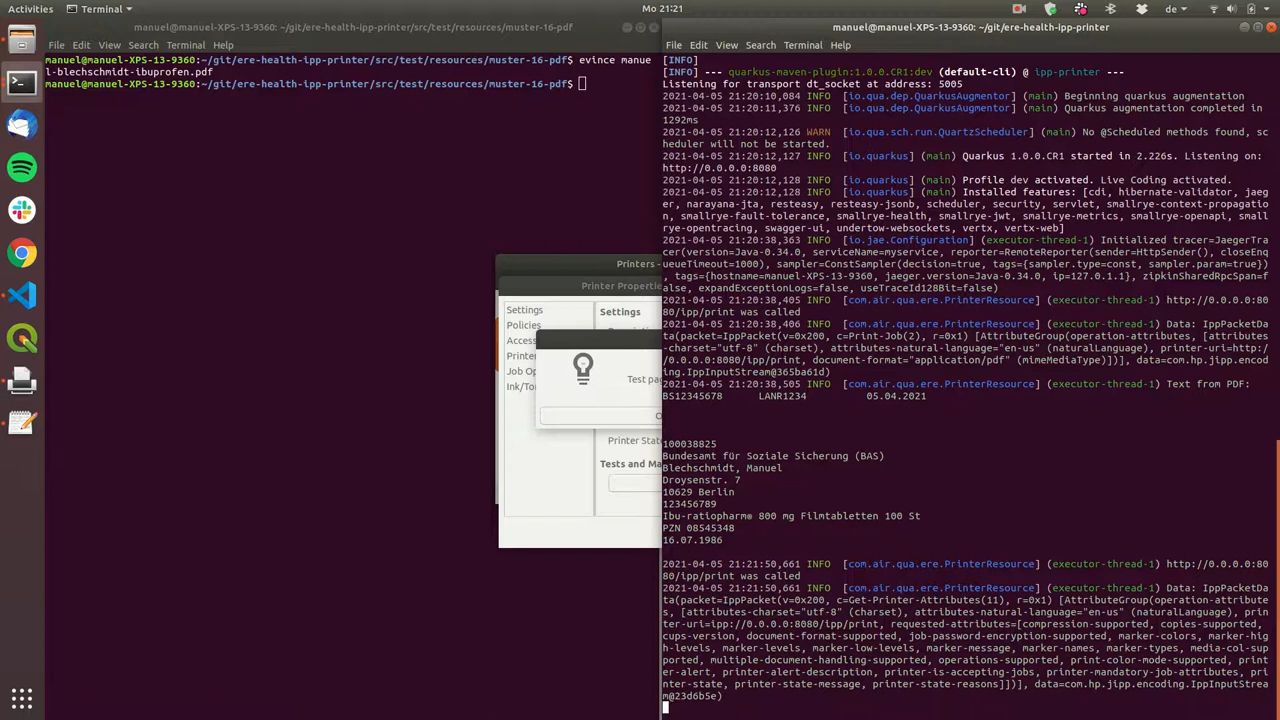 Activities
Terminal
Mo 21:21
de
manuel@manuel-XPS-13-9360: ~/git/ere-health-ipp-printer/src/test/resources/muster-16-pdf
File Edit View Search Terminal Help
manuel@manuel-XPS-13-9360:~/git/ere-health-ipp-printer/src/test/resources/muster-16-pdf$ evince manue
l-blechschmidt-ibuprofen.pdf
manuel@manuel-XPS-13-9360:~/git/ere-health-ipp-printer/src/test/resources/muster-16-pdf$
Printers -
Printer Propertie
Settings
Policies
Access
Printer
Job Op
Ink/To
Settings
Test pag
Printer Stat
Tests and Ma
manuel@manuel-XPS-13-9360: ~/git/ere-health-ipp-printer
File Edit View Search Terminal Help
[INFO]
[INFO] --- quarkus-maven-plugin:1.0.0.CR1:dev (default-cli) @ ipp-printer ---
Listening for transport dt_socket at address: 5005
2021-04-05 21:20:10,084 INFO  [io.qua.dep.QuarkusAugmentor] (main) Beginning quarkus augmentation
2021-04-05 21:20:11,376 INFO  [io.qua.dep.QuarkusAugmentor] (main) Quarkus augmentation completed in
1292ms
2021-04-05 21:20:12,126 WARN  [io.qua.sch.run.QuartzScheduler] (main) No @Scheduled methods found, sc
heduler will not be started.
2021-04-05 21:20:12,127 INFO  [io.quarkus] (main) Quarkus 1.0.0.CR1 started in 2.226s. Listening on:
http://0.0.0.0:8080
2021-04-05 21:20:12,128 INFO  [io.quarkus] (main) Profile dev activated. Live Coding activated.
2021-04-05 21:20:12,128 INFO  [io.quarkus] (main) Installed features: [cdi, hibernate-validator, jaeg
er, narayana-jta, resteasy, resteasy-jsonb, scheduler, security, servlet, smallrye-context-propagatio
n, smallrye-fault-tolerance, smallrye-health, smallrye-jwt, smallrye-metrics, smallrye-openapi, small
rye-opentracing, swagger-ui, undertow-websockets, vertx, vertx-web]
2021-04-05 21:20:38,363 INFO  [io.jae.Configuration] (executor-thread-1) Initialized tracer=JaegerTra
cer(version=Java-0.34.0, serviceName=myservice, reporter=RemoteReporter(sender=HttpSender(), closeEnq
ueueTimeout=1000), sampler=ConstSampler(decision=true, tags={sampler.type=const, sampler.param=true})
, tags={hostname=manuel-XPS-13-9360, jaeger.version=Java-0.34.0, ip=127.0.1.1}, zipkinSharedRpcSpan=f
alse, expandExceptionLogs=false, useTraceId128Bit=false)
2021-04-05 21:20:38,405 INFO  [com.air.qua.ere.PrinterResource] (executor-thread-1) http://0.0.0.0:80
80/ipp/print was called
2021-04-05 21:20:38,406 INFO  [com.air.qua.ere.PrinterResource] (executor-thread-1) Data: IppPacketDa
ta(packet=IppPacket(v=0x200, c=Print-Job(2), r=0x1) [AttributeGroup(operation-attributes, [attributes
-charset="utf-8" (charset), attributes-natural-language="en-us" (naturalLanguage), printer-uri=http:/
/0.0.0.0:8080/ipp/print, document-format="application/pdf" (mimeMediaType)])], data=com.hp.jipp.encod
ing.IppInputStream@365ba61d)
2021-04-05 21:20:38,505 INFO  [com.air.qua.ere.PrinterResource] (executor-thread-1) Text from PDF:
BS12345678      LANR1234          05.04.2021
100038825
Bundesamt für Soziale Sicherung (BAS)
Blechschmidt, Manuel
Droysenstr. 7
10629 Berlin
123456789
Ibu-ratiopharm® 800 mg Filmtabletten 100 St
PZN 08545348
16.07.1986
2021-04-05 21:21:50,661 INFO  [com.air.qua.ere.PrinterResource] (executor-thread-1) http://0.0.0.0:80
80/ipp/print was called
2021-04-05 21:21:50,661 INFO  [com.air.qua.ere.PrinterResource] (executor-thread-1) Data: IppPacketDa
ta(packet=IppPacket(v=0x200, c=Get-Printer-Attributes(11), r=0x1) [AttributeGroup(operation-attribute
s, [attributes-charset="utf-8" (charset), attributes-natural-language="en-us" (naturalLanguage), prin
ter-uri=ipp://0.0.0.0:8080/ipp/print, requested-attributes=[compression-supported, copies-supported,
cups-version, document-format-supported, job-password-encryption-supported, marker-colors, marker-hig
h-levels, marker-levels, marker-low-levels, marker-message, marker-names, marker-types, media-col-sup
ported, multiple-document-handling-supported, operations-supported, print-color-mode-supported, print
er-alert, printer-alert-description, printer-is-accepting-jobs, printer-mandatory-job-attributes, pri
nter-state, printer-state-message, printer-state-reasons]])], data=com.hp.jipp.encoding.IppInputStrea
m@23d6b5e)